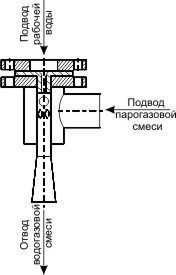 Подвод
рабочей
воды
Подвод
парогазовой
смеси
Отвод
водогазовой
смеси